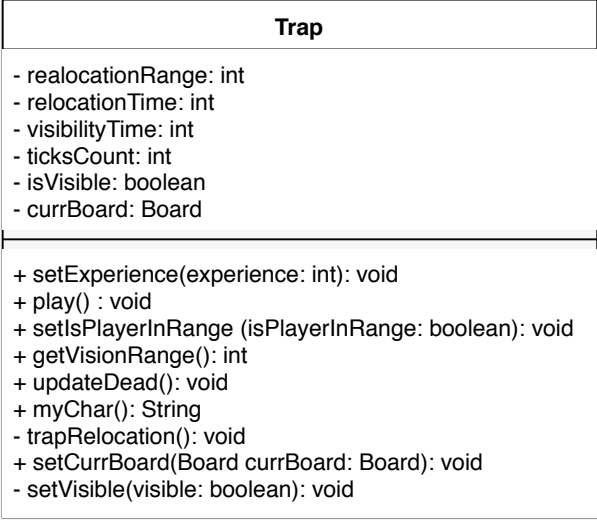 Trap
- realocationRange: int
- relocationTime: int
- visibilityTime: int
- ticksCount: int
- isVisible: boolean
- currBoard: Board
+ setExperience(experience: int): void
+ play() : void
+ setIsPlayerInRange (isPlayerInRange: boolean): void
+ getVisionRange(): int
+ updateDead(): void
+ myChar(): String
- trapRelocation(): void
+ setCurrBoard(Board currBoard: Board): void
- setVisible(visible: boolean): void